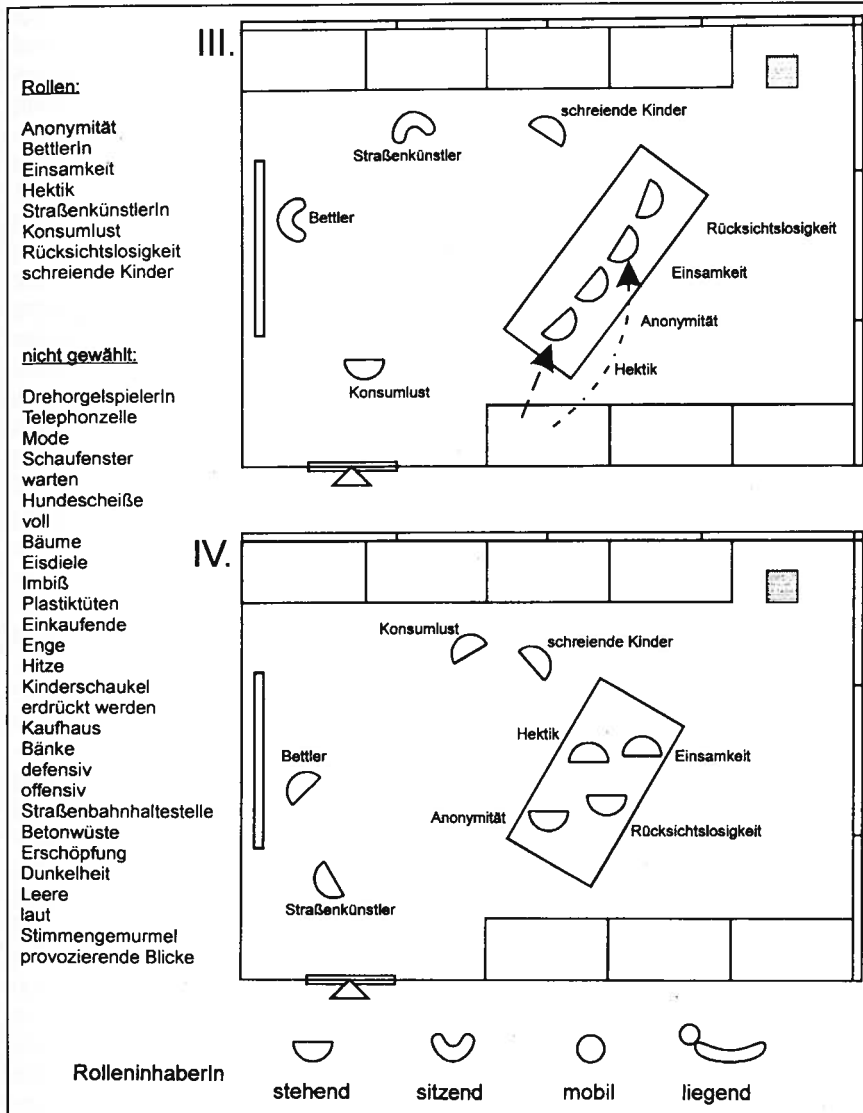 Rollen:
Anonymität
BettlerIn
Einsamkeit
Hektik
StraßenkünstlerIn
Konsumlust
Rücksichtslosigkeit
schreiende Kinder
nicht gewählt:
DrehorgelspielerIn
Telephonzelle
Mode
Schaufenster
warten
Hundescheiße
voll
Bäume
Eisdiele
Imbiß
Plastiktüten
Einkaufende
Enge
Hitze
Kinderschaukel
erdrückt werden
Kaufhaus
Bänke
defensiv
offensiv
Straßenbahnhaltestelle
Betonwüste
Erschöpfung
Dunkelheit
Leere
laut
Stimmengemurmel
provozierende Blicke
III.
schreiende Kinder
Straßenkünstler
Bettler
Rücksichtslosigkeit
Einsamkeit
Anonymität
Hektik
Konsumlust
IV.
Konsumlust
schreiende Kinder
Hektik
Einsamkeit
Bettler
Anonymität
Rücksichtslosigkeit
Straßenkünstler
RolleninhaberIn
stehend
sitzend
mobil
liegend